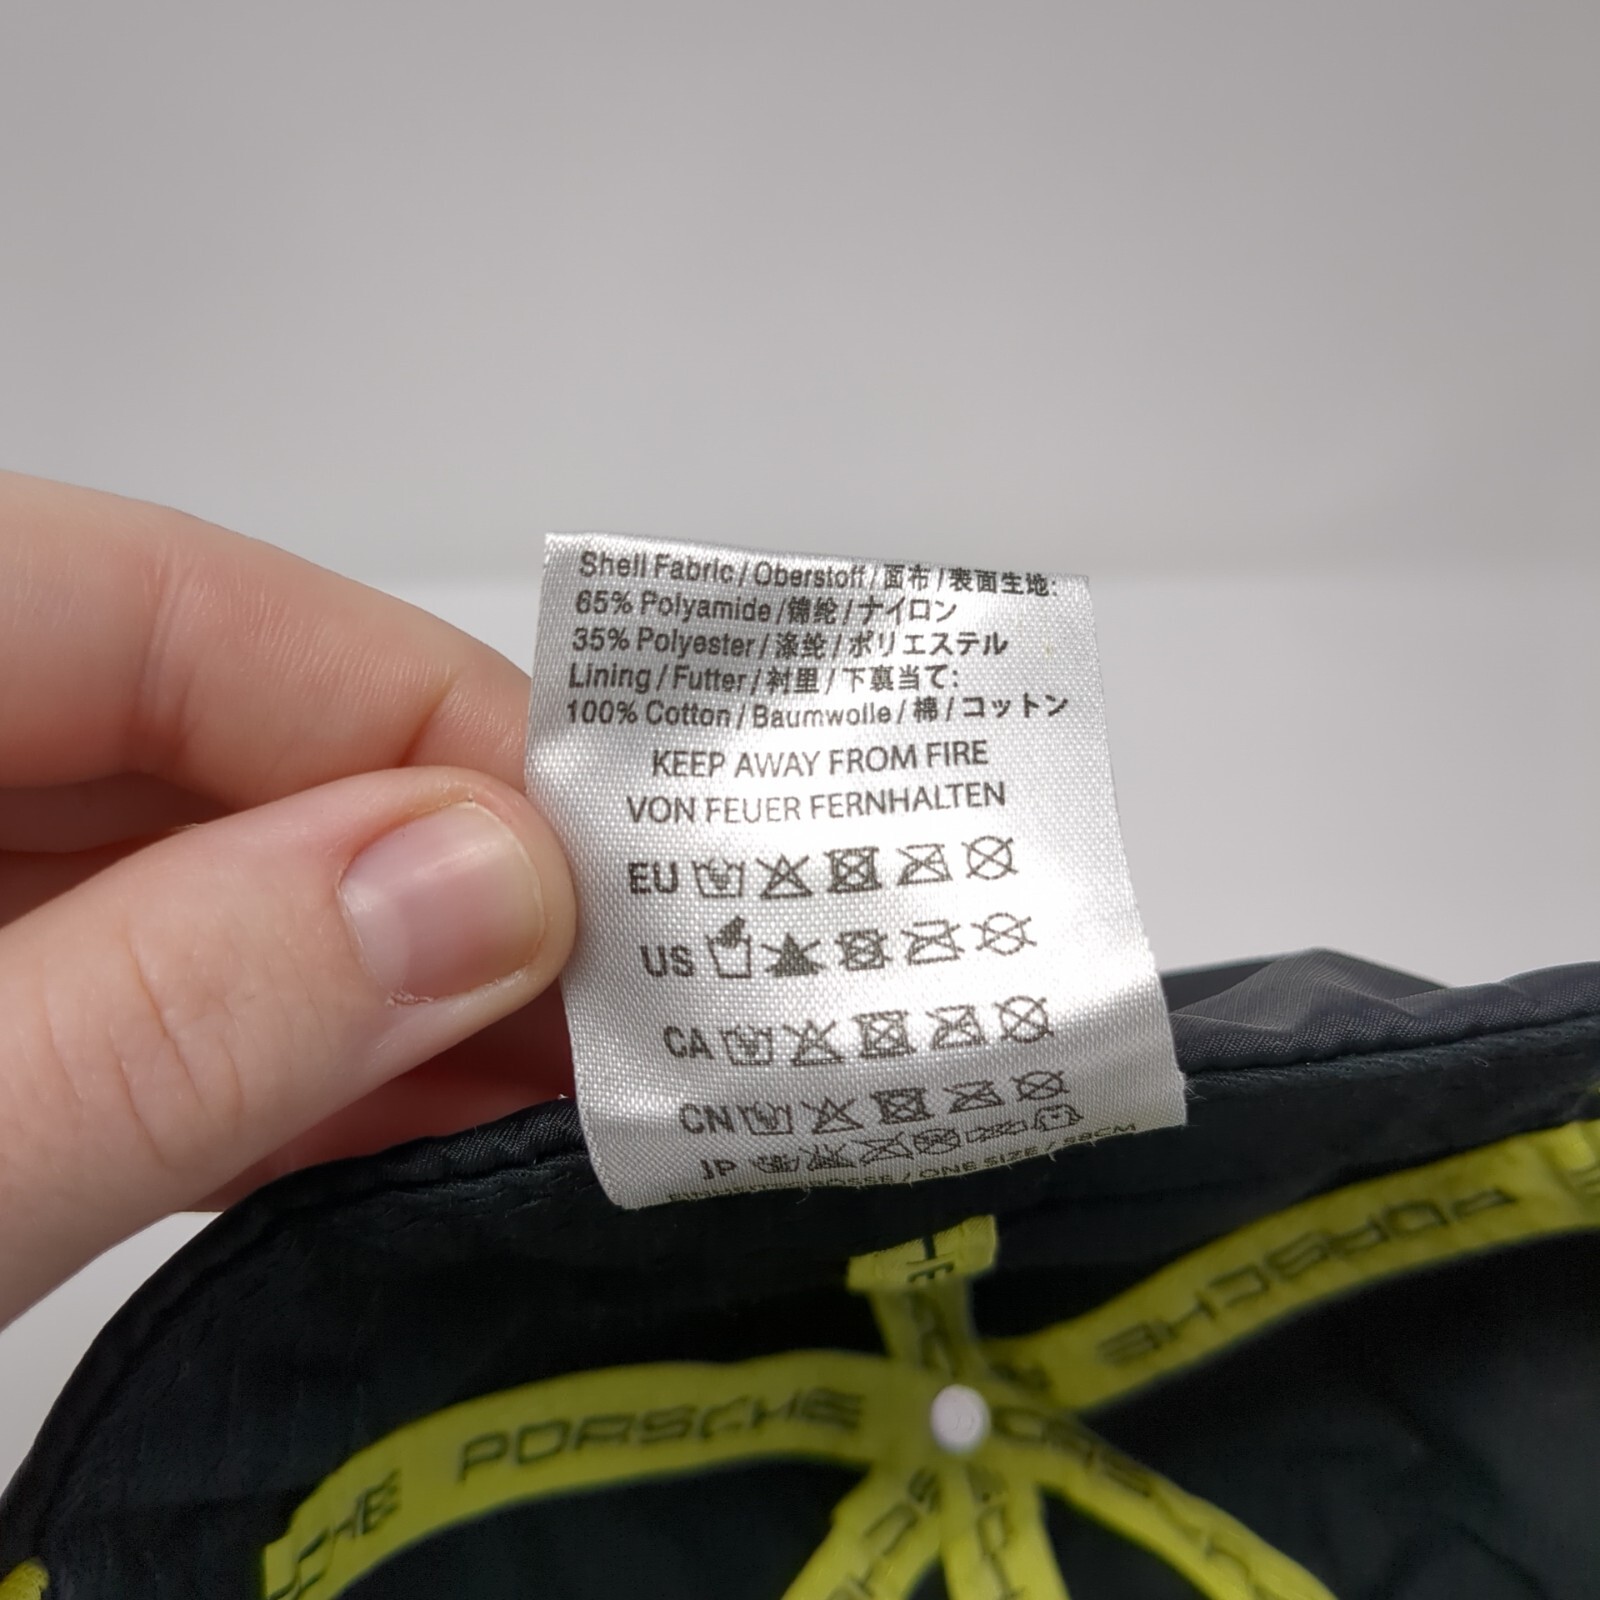 Shell Fabric / Oberstoff / 面布 / 表面生地:
65% Polyamide / 锦纶 / ナイロン
35% Polyester / 涤纶 / ポリエステル
Lining / Futter / 衬里 / 下裏当て:
100% Cotton / Baumwolle / 棉 / コットン
KEEP AWAY FROM FIRE
VON FEUER FERNHALTEN
EU
US
CA
CN
JP
/ ONE SIZE / 58CM
PORSCHE
PORSCHE